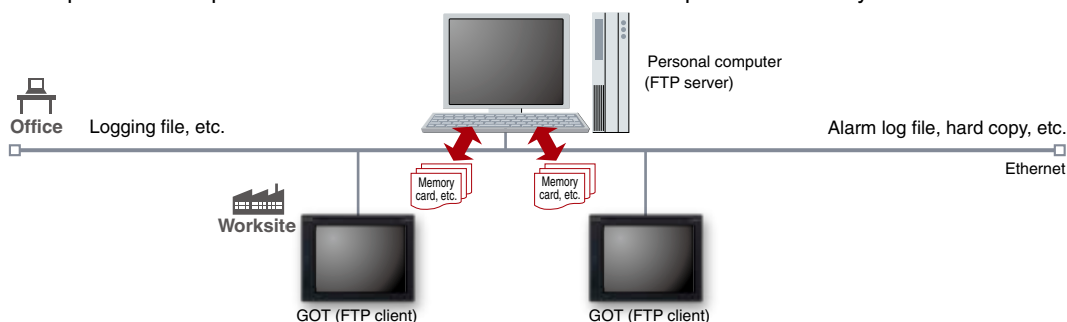 Personal computer
(FTP server)
Office
Logging file, etc.
Alarm log file, hard copy, etc.
Ethernet
Memory
card, etc.
Memory
card, etc.
Worksite
GOT (FTP client)
GOT (FTP client)